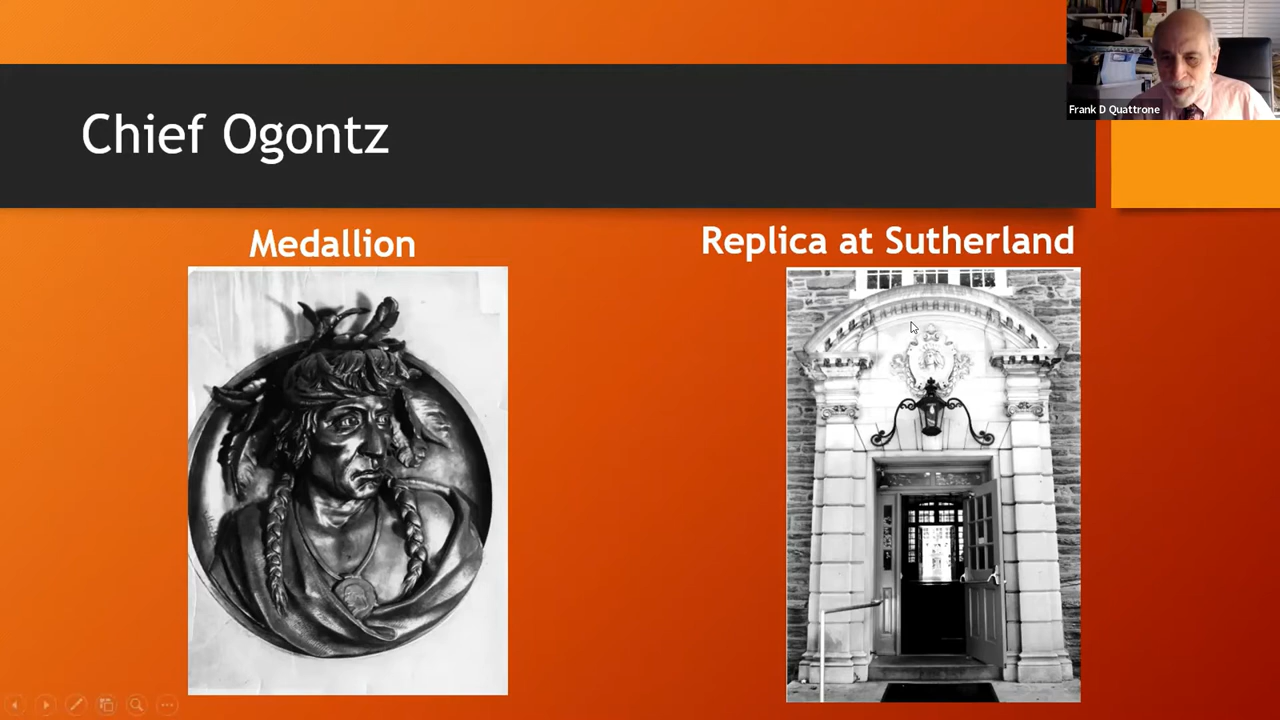 Chief Ogontz
Frank D Quattrone
Medallion
Replica at Sutherland